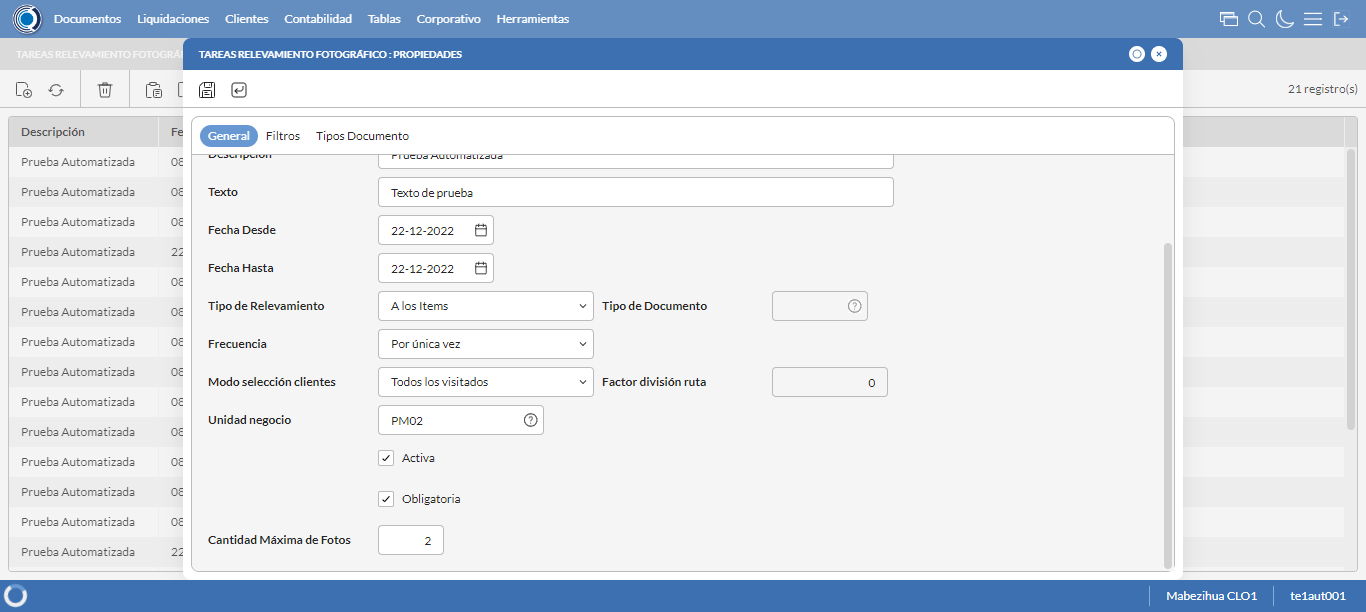 Documentos Liquidaciones Clientes Contabilidad Tablas Corporativo Herramientas
TAREAS RELEVAMIENTO FOTOGRÁ
TAREAS RELEVAMIENTO FOTOGRÁFICO : PROPIEDADES
21 registro(s)
Descripción Fe
General Filtros Tipos Documento
Prueba Automatizada 08
Prueba Automatizada 08
Prueba Automatizada 08
Prueba Automatizada 22
Prueba Automatizada 08
Prueba Automatizada 08
Prueba Automatizada 08
Prueba Automatizada 08
Prueba Automatizada 08
Prueba Automatizada 08
Prueba Automatizada 08
Prueba Automatizada 08
Prueba Automatizada 08
Prueba Automatizada 22
Descripción Prueba Automatizada
Texto Texto de prueba
Fecha Desde 22-12-2022
Fecha Hasta 22-12-2022
Tipo de Relevamiento A los Items Tipo de Documento
Frecuencia Por única vez
Modo selección clientes Todos los visitados Factor división ruta 0
Unidad negocio PM02
Activa
Obligatoria
Cantidad Máxima de Fotos 2
Mabezihua CLO1 te1aut001